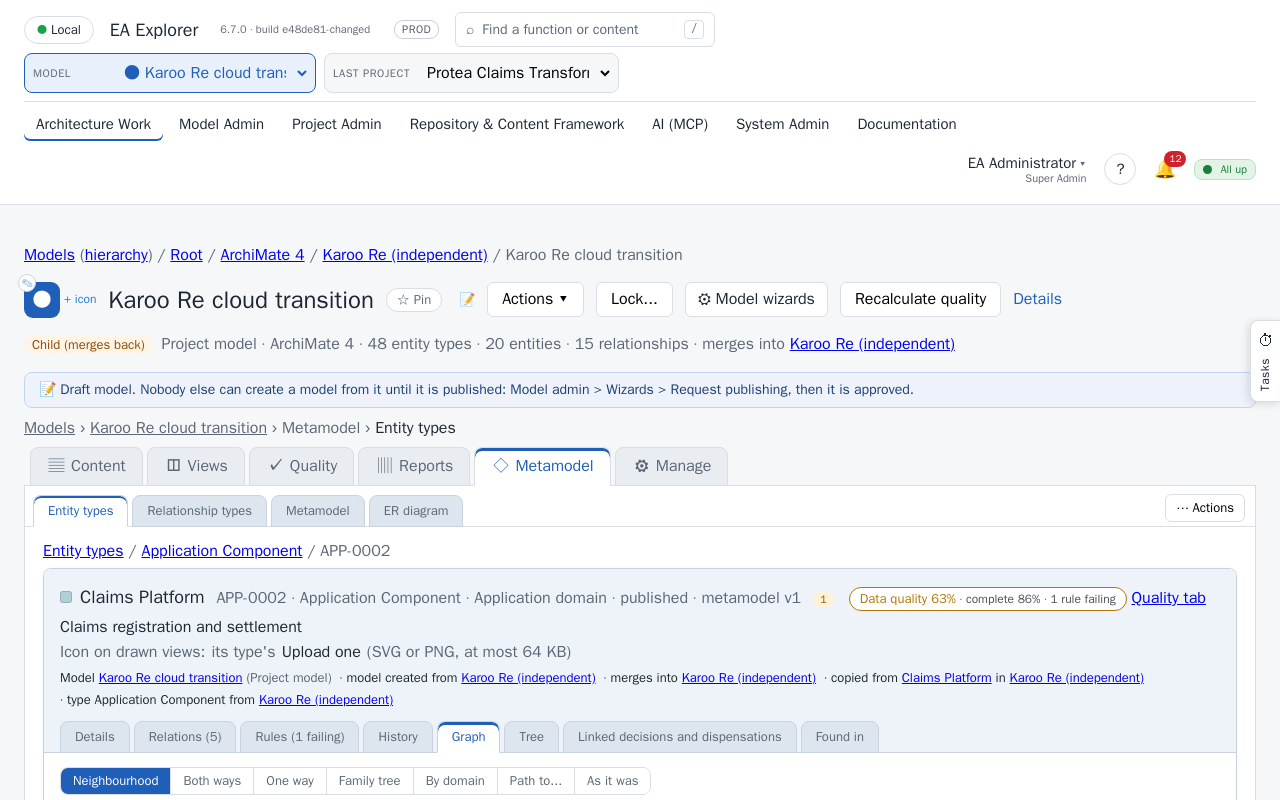 Local EA Explorer 6.7.0 · build e48de81-changed PROD ⌕ Find a function or content /
MODEL Karoo Re cloud trans LAST PROJECT Protea Claims Transfor
Architecture Work Model Admin Project Admin Repository & Content Framework AI (MCP) System Admin Documentation
EA Administrator ▾ ? 🔔 12 All up
Super Admin
Models (hierarchy) / Root / ArchiMate 4 / Karoo Re (independent) / Karoo Re cloud transition
✎ + icon Karoo Re cloud transition ☆ Pin 📝 Actions ▾ Lock... ⚙ Model wizards Recalculate quality Details
Child (merges back) Project model · ArchiMate 4 · 48 entity types · 20 entities · 15 relationships · merges into Karoo Re (independent)
⏱ Tasks
📝 Draft model. Nobody else can create a model from it until it is published: Model admin > Wizards > Request publishing, then it is approved.
Models › Karoo Re cloud transition › Metamodel › Entity types
Content Views ✓ Quality Reports ◇ Metamodel ⚙ Manage
Entity types Relationship types Metamodel ER diagram ··· Actions
Entity types / Application Component / APP-0002
Claims Platform APP-0002 · Application Component · Application domain · published · metamodel v1 1 Data quality 63% · complete 86% · 1 rule failing Quality tab
Claims registration and settlement
Icon on drawn views: its type's Upload one (SVG or PNG, at most 64 KB)
Model Karoo Re cloud transition (Project model) · model created from Karoo Re (independent) · merges into Karoo Re (independent) · copied from Claims Platform in Karoo Re (independent)
· type Application Component from Karoo Re (independent)
Details Relations (5) Rules (1 failing) History Graph Tree Linked decisions and dispensations Found in
Neighbourhood Both ways One way Family tree By domain Path to... As it was